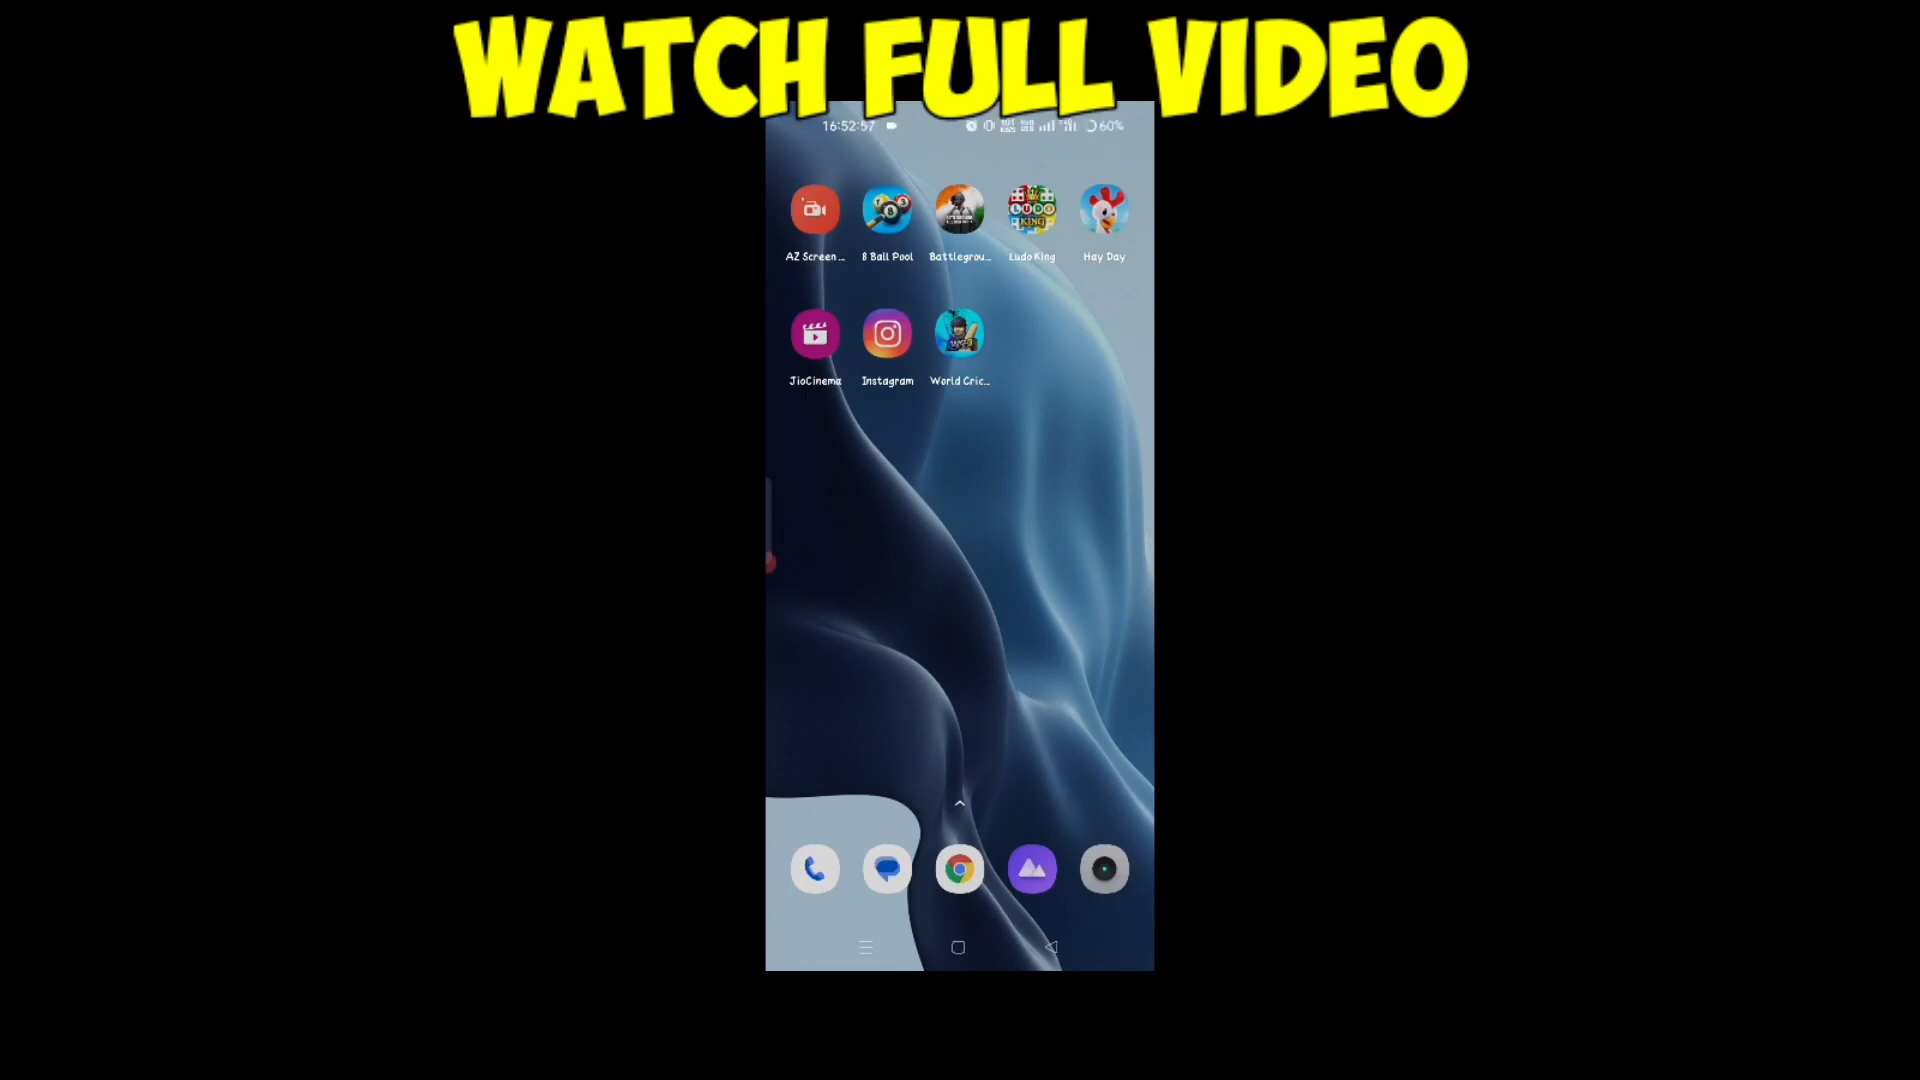 WATCH FULL VIDEO
16:52:57 60%
AZ Screen ... 8 Ball Pool Battlegrou... Ludo King Hay Day
JioCinema Instagram World Cric...